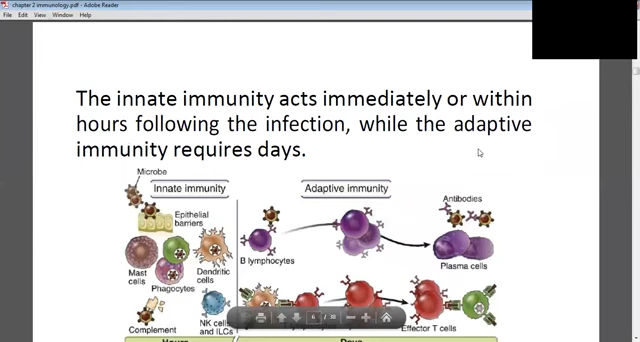 chapter 2 immunology.pdf - Adobe Reader
File Edit View Window Help
The innate immunity acts immediately or within
hours following the infection, while the adaptive
immunity requires days.
Microbe
Innate immunity
Adaptive immunity
Antibodies
Epithelial
barriers
B lymphocytes
Plasma cells
Mast
cells
Phagocytes
Dendritic
cells
Complement
NK cells
and ILCs
6 / 38
Effector T cells
Hours
Days